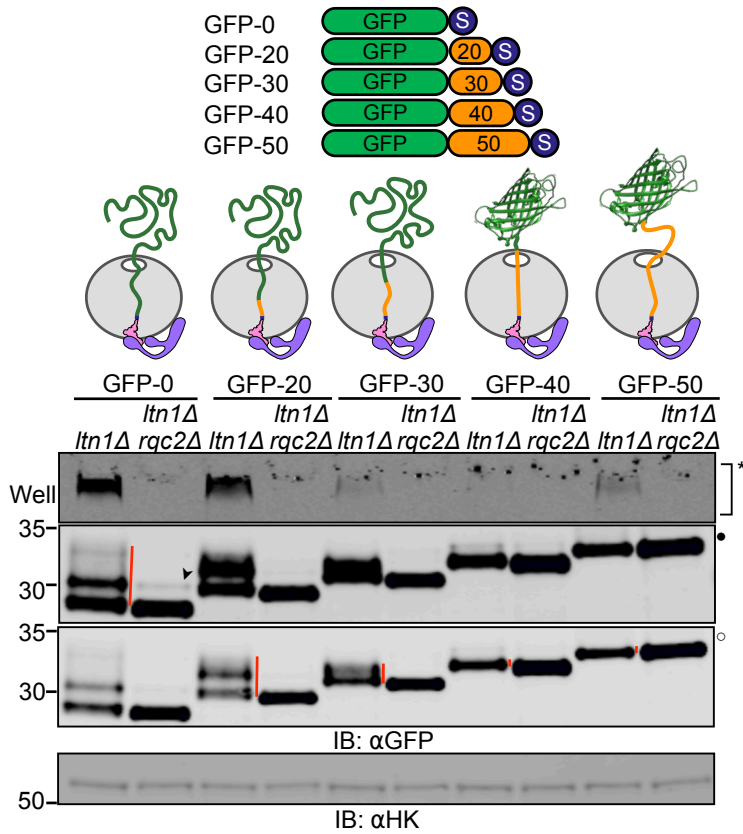 GFP-0 GFP S
GFP-20 GFP 20 S
GFP-30 GFP 30 S
GFP-40 GFP 40 S
GFP-50 GFP 50 S
GFP-0 GFP-20 GFP-30 GFP-40 GFP-50
ltn1Δ ltn1Δ ltn1Δ ltn1Δ ltn1Δ
ltn1Δ rqc2Δ ltn1Δ rqc2Δ ltn1Δ rqc2Δ ltn1Δ rqc2Δ ltn1Δ rqc2Δ
*
Well
35
30
35
30
IB: αGFP
50
IB: αHK